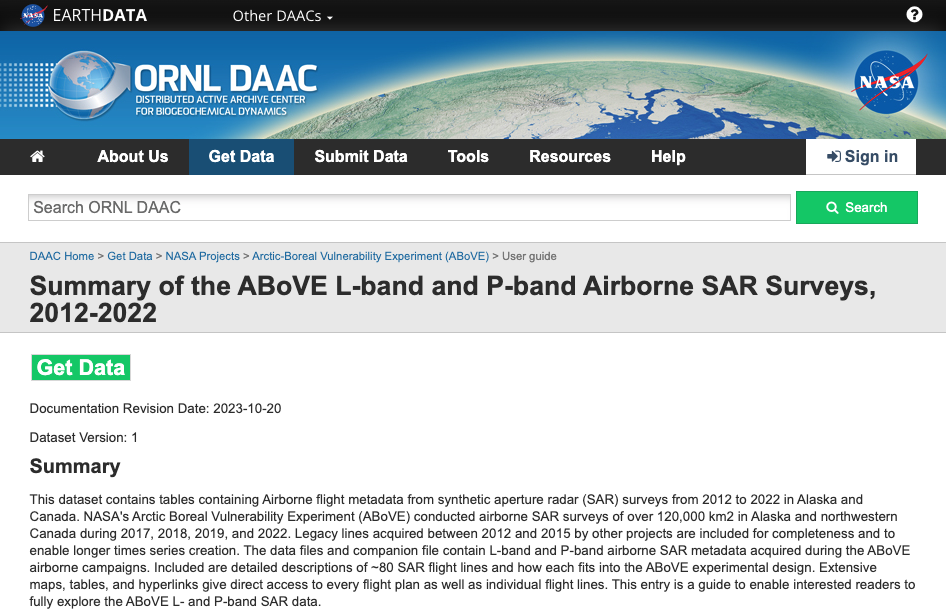 NASA EARTHDATA Other DAACs
ORNL DAAC
DISTRIBUTED ACTIVE ARCHIVE CENTER
FOR BIOGEOCHEMICAL DYNAMICS
NASA
About Us Get Data Submit Data Tools Resources Help Sign in
Search ORNL DAAC Search
DAAC Home > Get Data > NASA Projects > Arctic-Boreal Vulnerability Experiment (ABoVE) > User guide
Summary of the ABoVE L-band and P-band Airborne SAR Surveys,
2012-2022
Get Data
Documentation Revision Date: 2023-10-20
Dataset Version: 1
Summary
This dataset contains tables containing Airborne flight metadata from synthetic aperture radar (SAR) surveys from 2012 to 2022 in Alaska and
Canada. NASA's Arctic Boreal Vulnerability Experiment (ABoVE) conducted airborne SAR surveys of over 120,000 km2 in Alaska and northwestern
Canada during 2017, 2018, 2019, and 2022. Legacy lines acquired between 2012 and 2015 by other projects are included for completeness and to
enable longer times series creation. The data files and companion file contain L-band and P-band airborne SAR metadata acquired during the ABoVE
airborne campaigns. Included are detailed descriptions of ~80 SAR flight lines and how each fits into the ABoVE experimental design. Extensive
maps, tables, and hyperlinks give direct access to every flight plan as well as individual flight lines. This entry is a guide to enable interested readers to
fully explore the ABoVE L- and P-band SAR data.